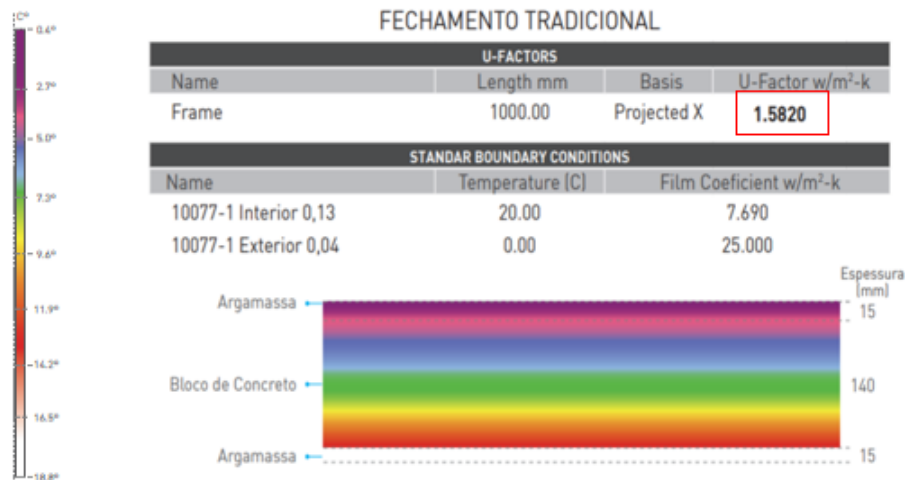 C°
0.4°
2.7°
5.0°
7.3°
9.6°
11.9°
14.2°
16.5°
18.8°
FECHAMENTO TRADICIONAL
U-FACTORS
Name Length mm Basis U-Factor w/m²-k
Frame 1000.00 Projected X 1.5820
STANDAR BOUNDARY CONDITIONS
Name Temperature (C) Film Coeficient w/m²-k
10077-1 Interior 0,13 20.00 7.690
10077-1 Exterior 0,04 0.00 25.000
Espessura
(mm)
Argamassa 15
Bloco de Concreto 140
Argamassa 15